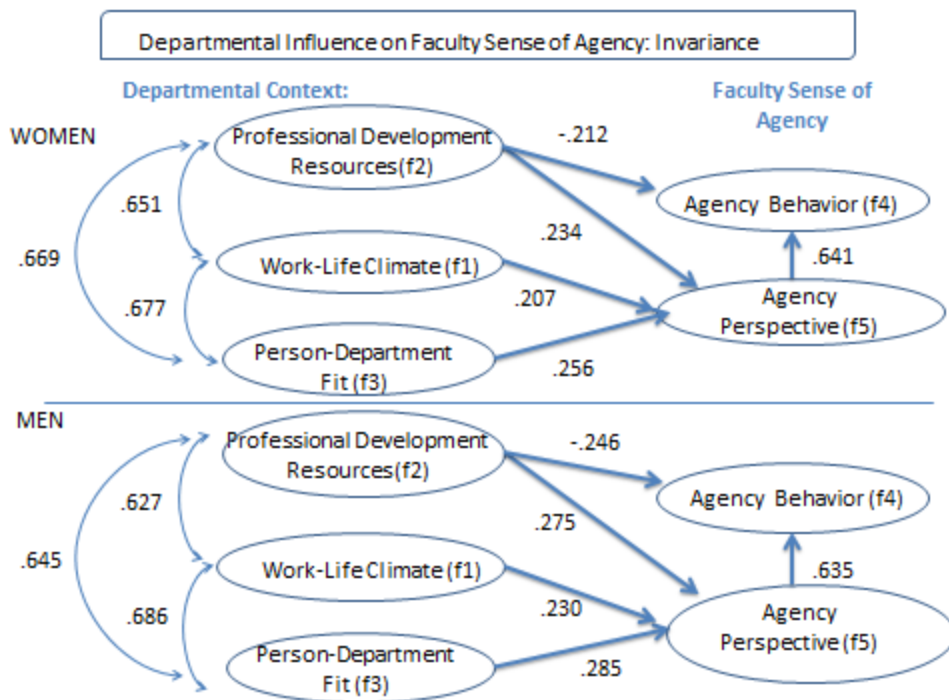 Departmental Influence on Faculty Sense of Agency: Invariance
Departmental Context:
Faculty Sense of
Agency
WOMEN
Professional Development
Resources(f2)
-.212
.651
Agency Behavior (f4)
.234
.669
Work-Life Climate (f1)
.641
.677
.207
Agency
Perspective (f5)
Person-Department
Fit (f3)
.256
MEN
Professional Development
Resources(f2)
-.246
.627
Agency Behavior (f4)
.275
.645
Work-Life Climate (f1)
.635
.686
.230
Agency
Perspective (f5)
Person-Department
Fit (f3)
.285